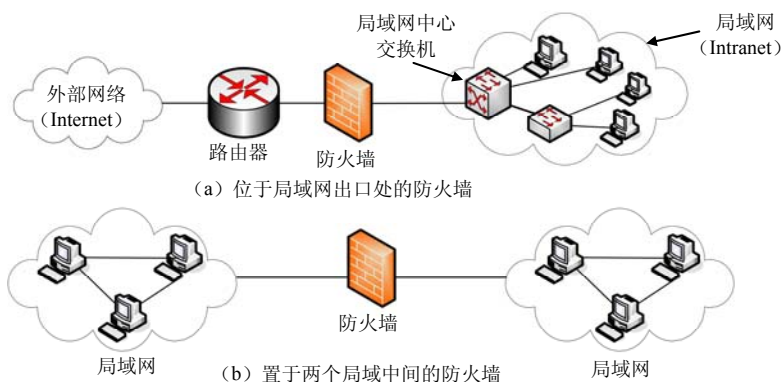 局域网中心
交换机
局域网
(Intranet)
外部网络
(Internet)
路由器
防火墙
(a)位于局域网出口处的防火墙
防火墙
局域网
局域网
(b)置于两个局域中间的防火墙